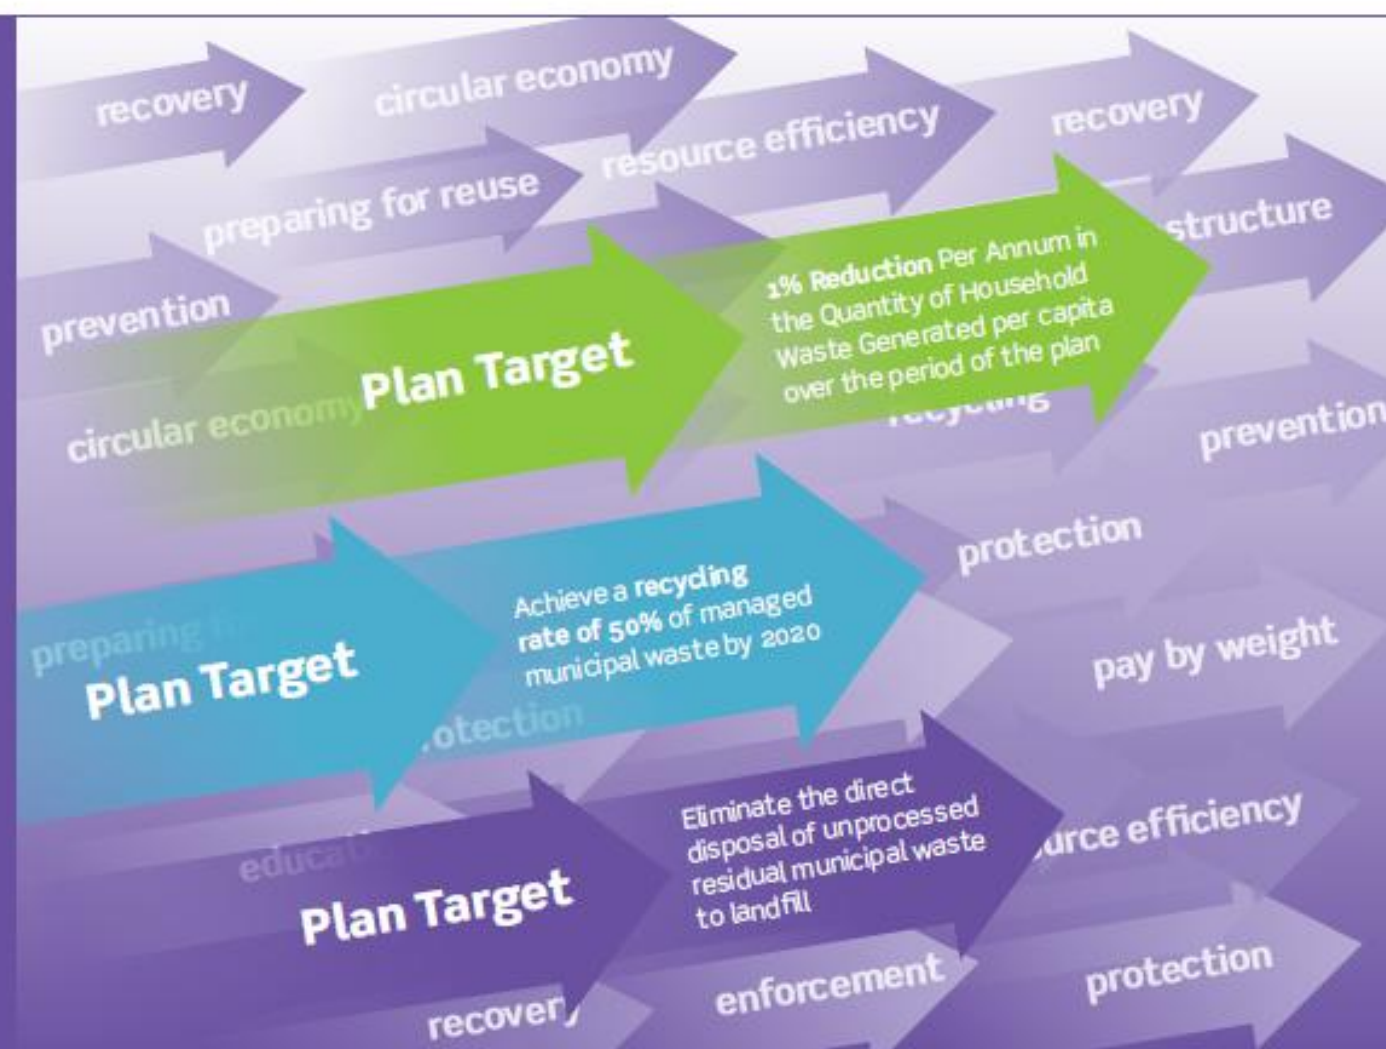 recovery
circular economy
resource efficiency
recovery
preparing for reuse
structure
prevention
1% Reduction Per Annum in
the Quantity of Household
Waste Generated per capita
over the period of the plan
Plan Target
circular economy
recycling
prevention
protection
Achieve a recycling
rate of 50% of managed
municipal waste by 2020
preparing
Plan Target
pay by weight
otection
Eliminate the direct
disposal of unprocessed
residual municipal waste
to landfill
urce efficiency
Plan Target
enforcement
protection
recovery